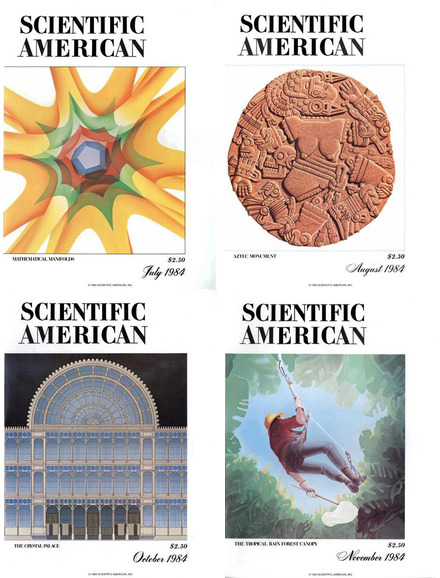 SCIENTIFIC
AMERICAN
MATHEMATICAL MANIFOLDS
$2.50
July 1984
© 1984 SCIENTIFIC AMERICAN, INC.
SCIENTIFIC
AMERICAN
AZTEC MONUMENT
$2.50
August 1984
© 1984 SCIENTIFIC AMERICAN, INC.
SCIENTIFIC
AMERICAN
THE CRYSTAL PALACE
$2.50
October 1984
© 1984 SCIENTIFIC AMERICAN, INC.
SCIENTIFIC
AMERICAN
THE TROPICAL RAIN FOREST CANOPY
$2.50
November 1984
© 1984 SCIENTIFIC AMERICAN, INC.